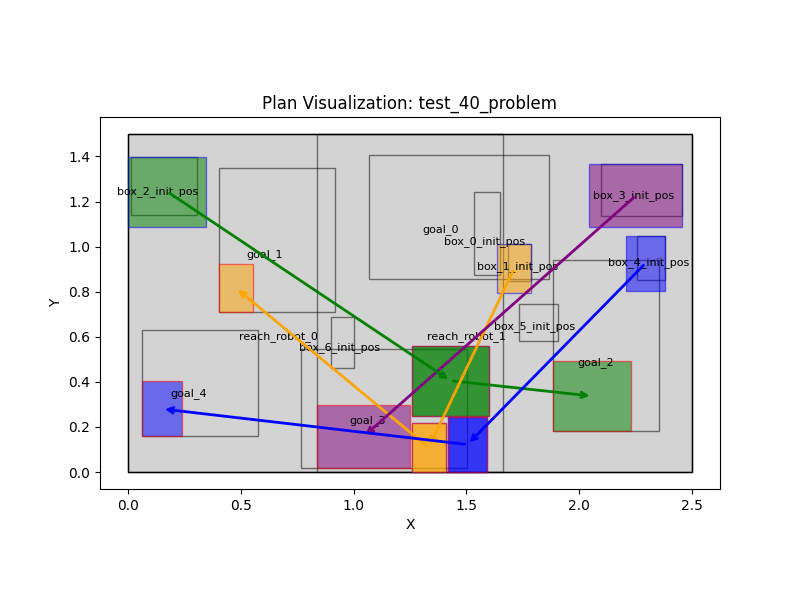 Plan Visualization: test_40_problem
1.4
1.2
1.0
0.8
0.6
0.4
0.2
0.0
Y
box_2_init_pos
box_3_init_pos
goal_0
box_0_init_pos
goal_1
box_1_init_pos
box_4_init_pos
box_5_init_pos
reach_robot_0
reach_robot_1
box_6_init_pos
goal_2
goal_4
goal_3
0.0
0.5
1.0
1.5
2.0
2.5
X